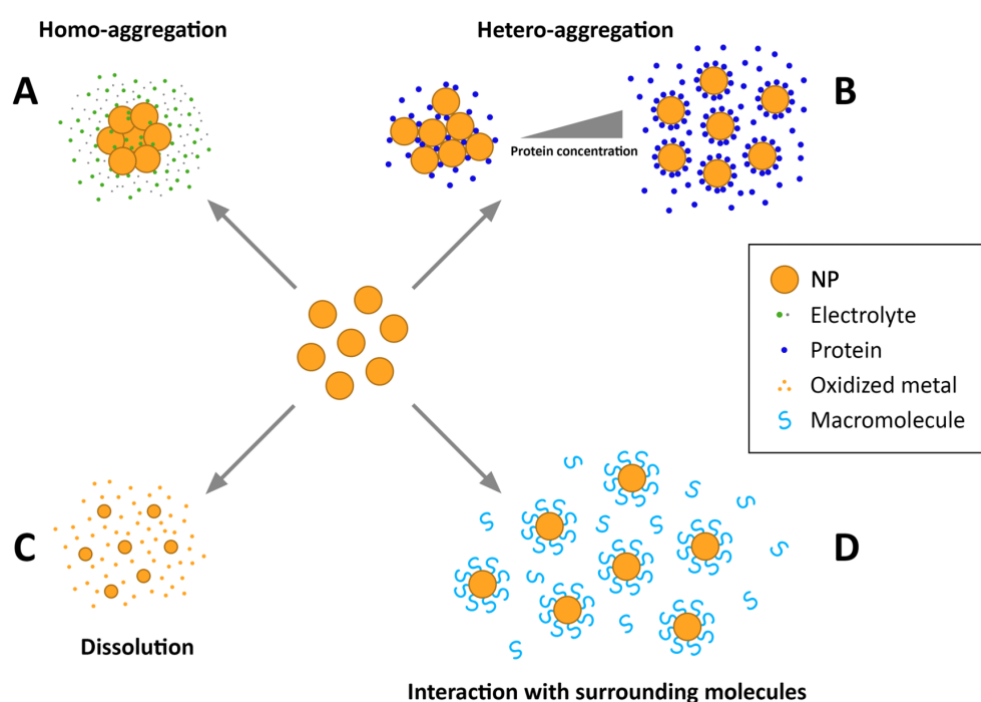 Homo-aggregation
Hetero-aggregation
A
B
Protein concentration
NP
Electrolyte
Protein
Oxidized metal
Macromolecule
C
D
Dissolution
Interaction with surrounding molecules